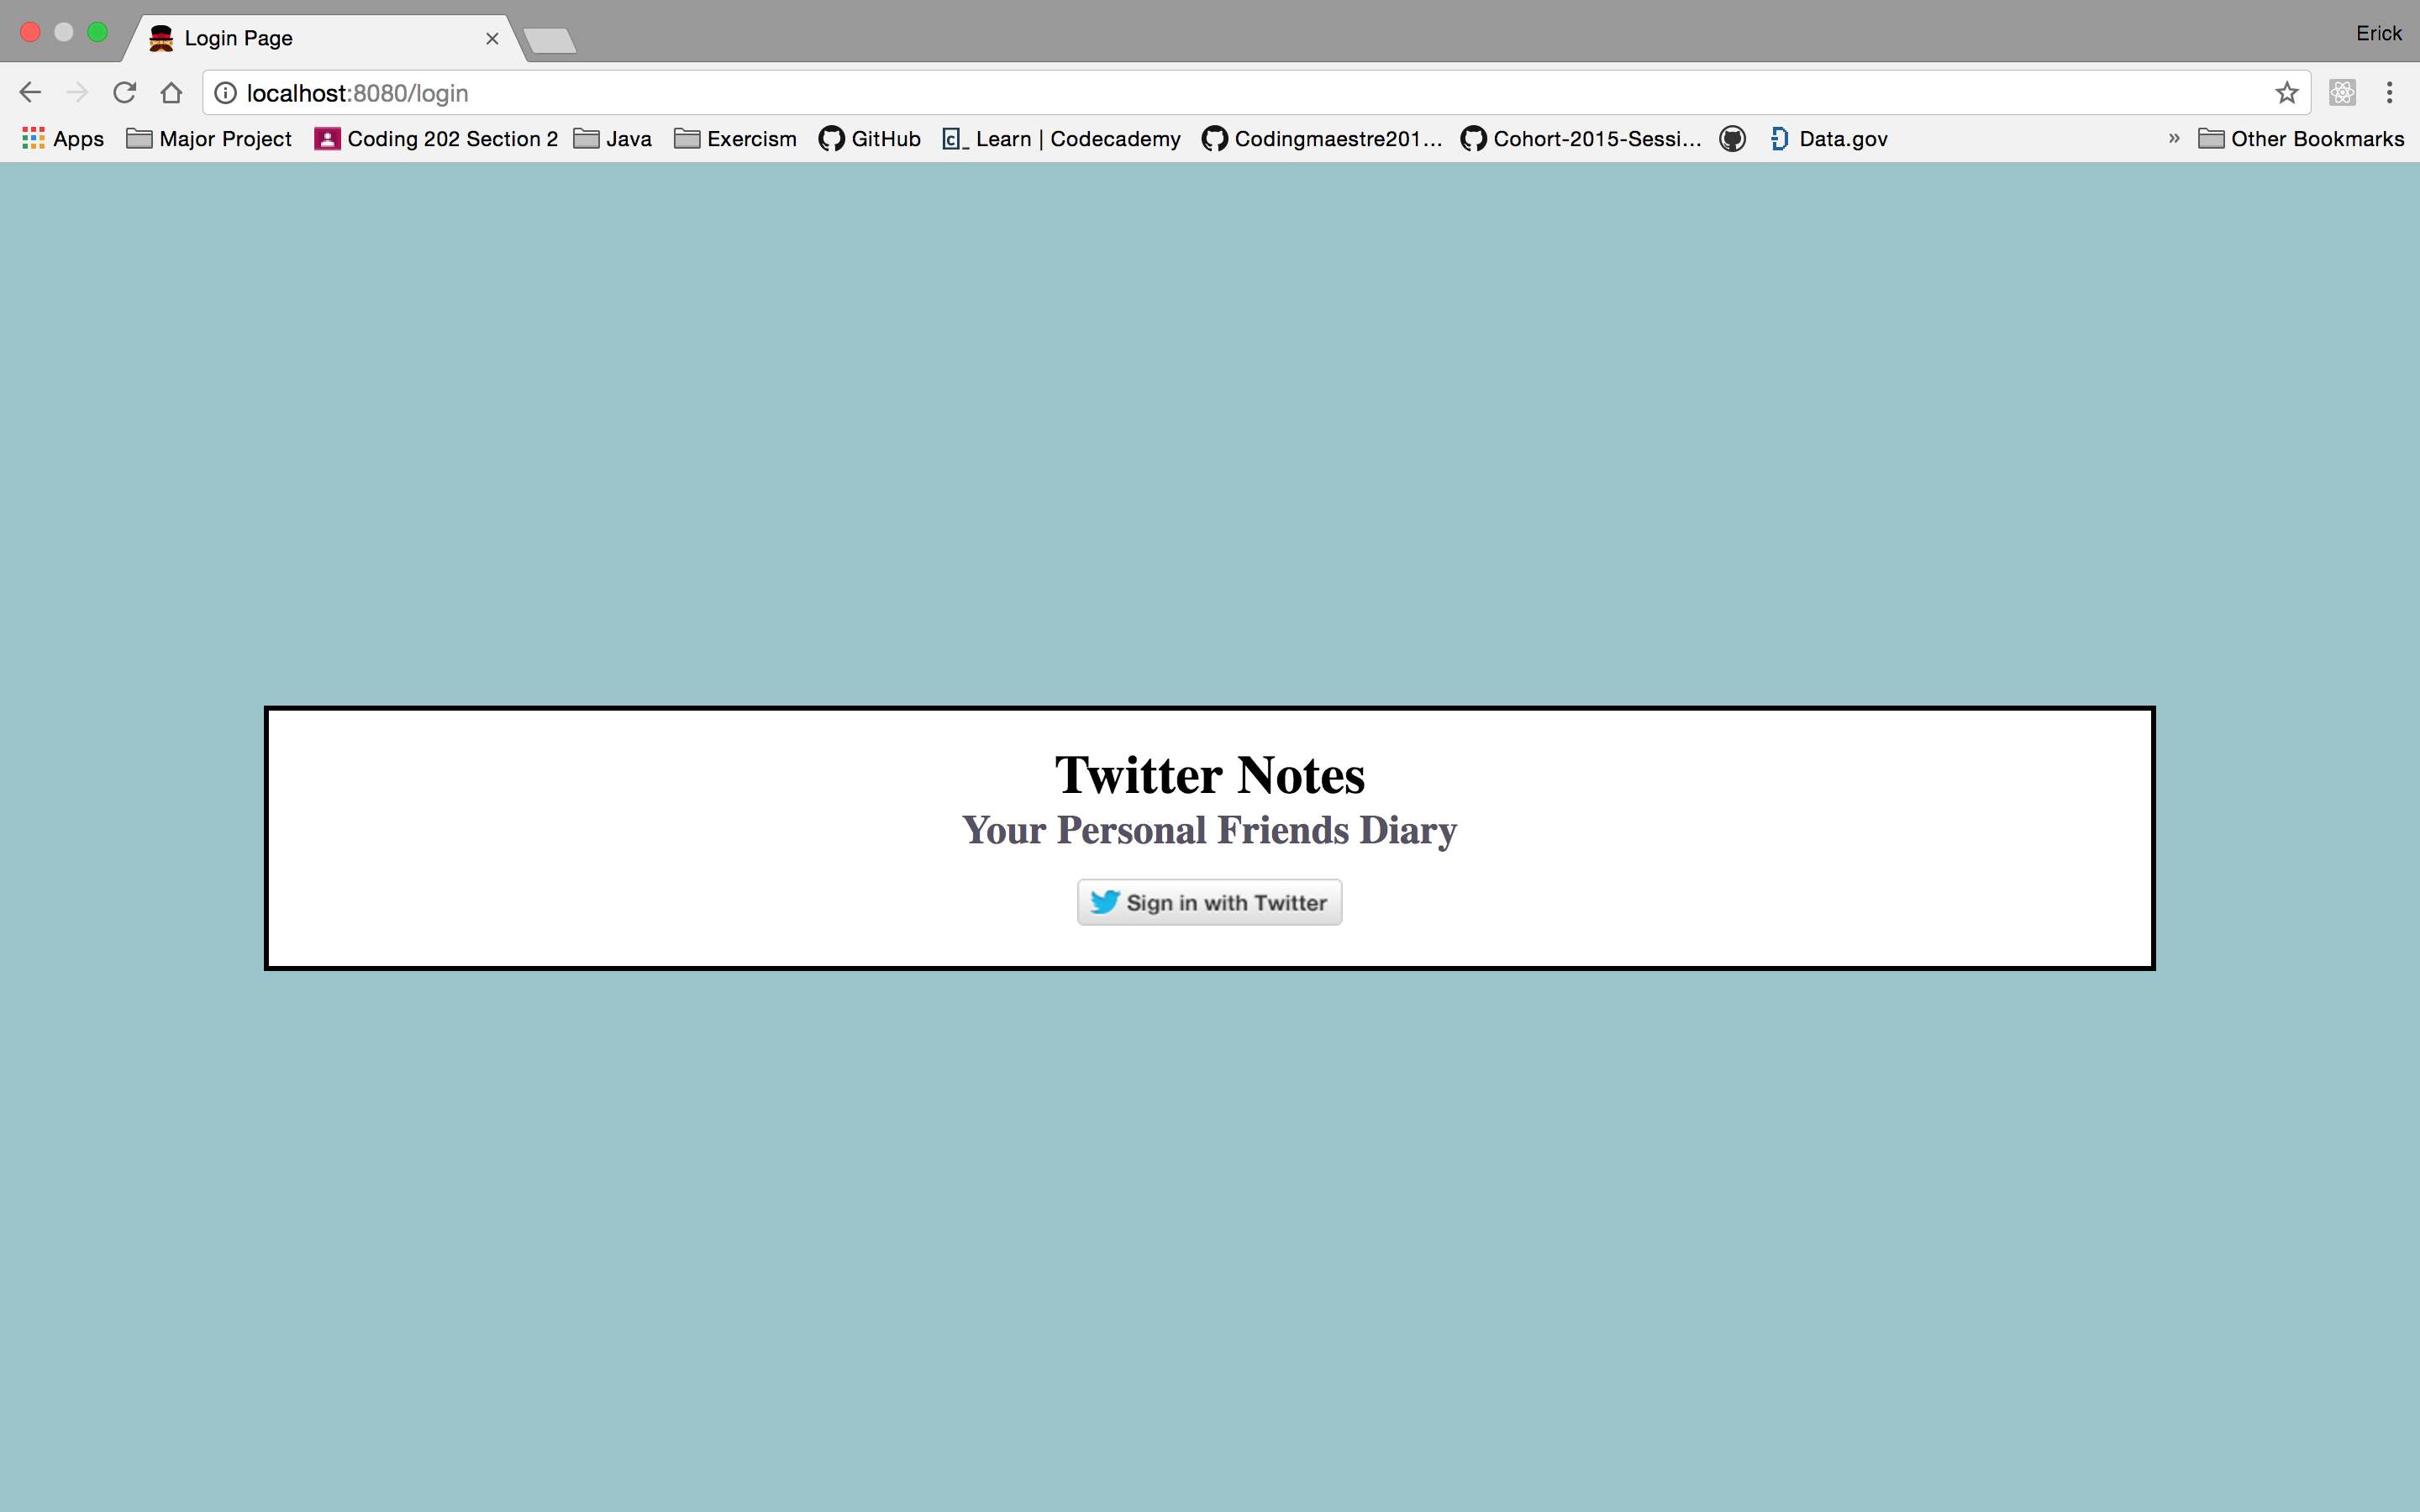 Login Page
Erick
localhost:8080/login
Apps Major Project Coding 202 Section 2 Java Exercism GitHub Learn | Codecademy Codingmaestre201... Cohort-2015-Sessi... Data.gov » Other Bookmarks
Twitter Notes
Your Personal Friends Diary
Sign in with Twitter